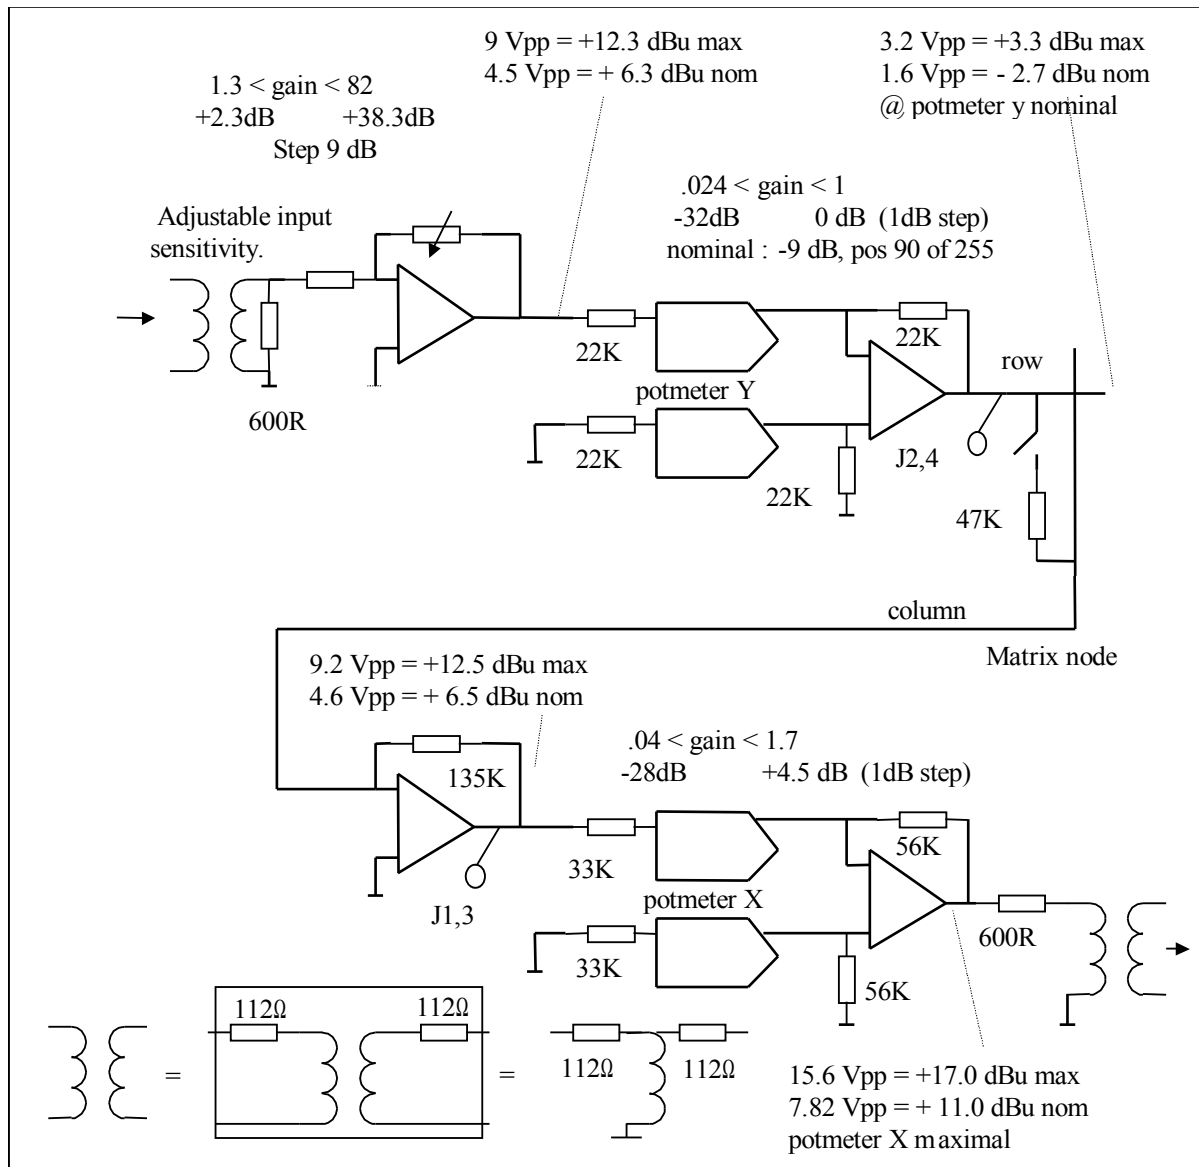 9 Vpp = +12.3 dBu max
4.5 Vpp = + 6.3 dBu nom
3.2 Vpp = +3.3 dBu max
1.6 Vpp = - 2.7 dBu nom
@ potmeter y nominal
1.3 < gain < 82
+2.3dB +38.3dB
Step 9 dB
.024 < gain < 1
-32dB 0 dB (1dB step)
nominal : -9 dB, pos 90 of 255
Adjustable input
sensitivity.
600R
22K
potmeter Y
22K
22K
22K
J2,4
row
47K
column
Matrix node
9.2 Vpp = +12.5 dBu max
4.6 Vpp = + 6.5 dBu nom
.04 < gain < 1.7
-28dB +4.5 dB (1dB step)
135K
J1,3
33K
potmeter X
33K
56K
56K
600R
112Ω
112Ω
=
=
112Ω
112Ω
15.6 Vpp = +17.0 dBu max
7.82 Vpp = + 11.0 dBu nom
potmeter X maximal